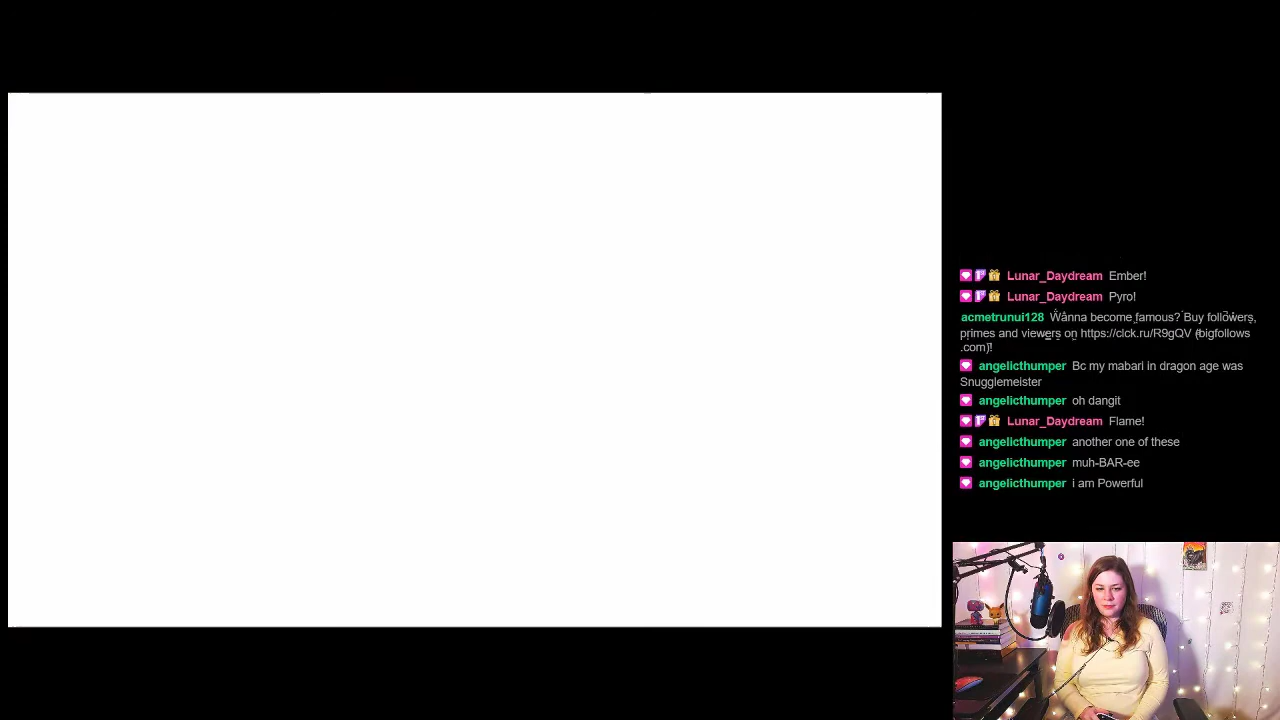 Lunar_Daydream Ember!
Lunar_Daydream Pyro!
acmetrunui128 Wanna become famous? Buy followers,
primes and viewers on https://clck.ru/R9gQV (bigfollows
.com)!
angelicthumper Bc my mabari in dragon age was
Snugglemeister
angelicthumper oh dangit
Lunar_Daydream Flame!
angelicthumper another one of these
angelicthumper muh-BAR-ee
angelicthumper i am Powerful